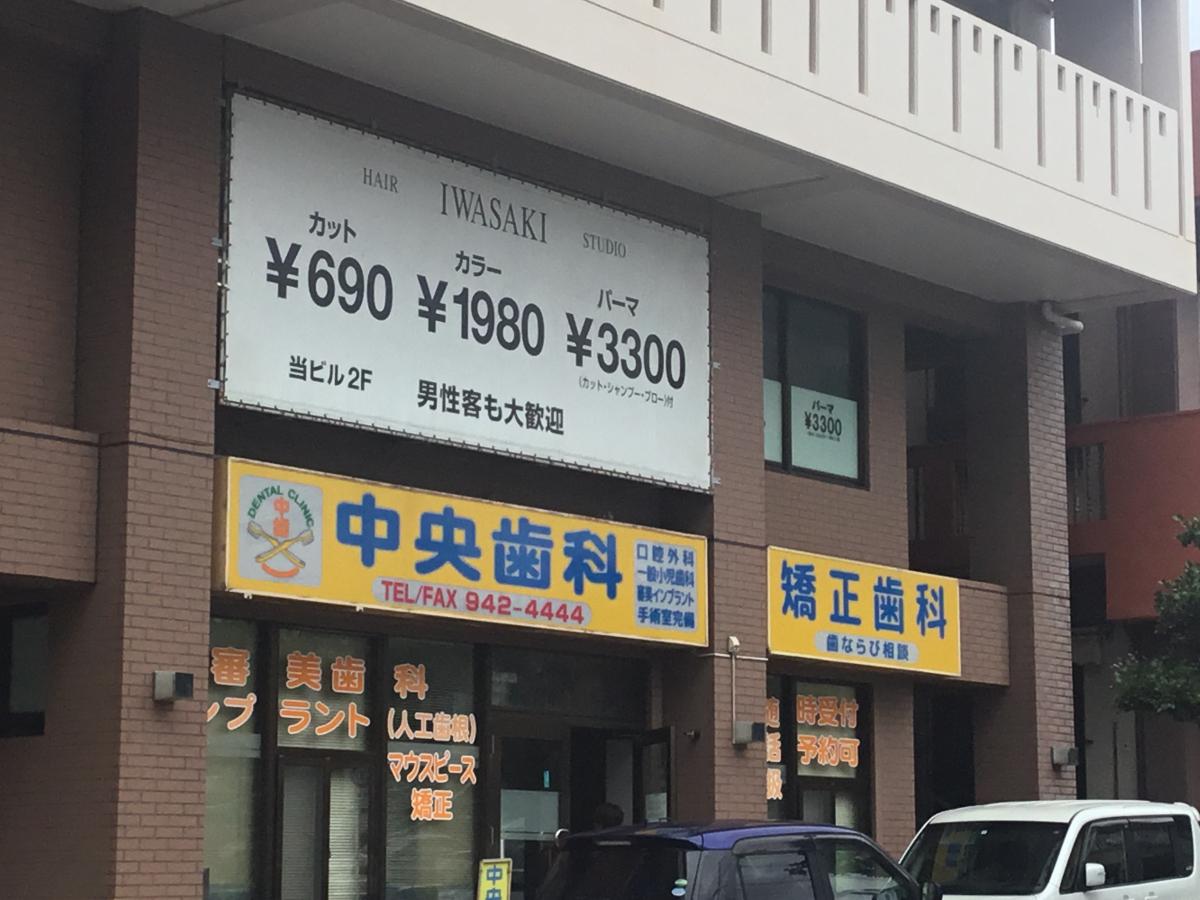 HAIR IWASAKI STUDIO
カット カラー パーマ
¥690 ¥1980 ¥3300
(カット・シャンプー・ブロー)付
当ビル2F 男性客も大歓迎
パーマ
¥3300
DENTAL CLINIC
中歯
中央歯科
TEL/FAX 942-4444
口腔外科
一般小児歯科
審美インプラント
手術室完備
矯正歯科
歯ならび相談
審美歯科
ンプラント
(人工歯根)
マウスピース
矯正
時受付
予約可
中央